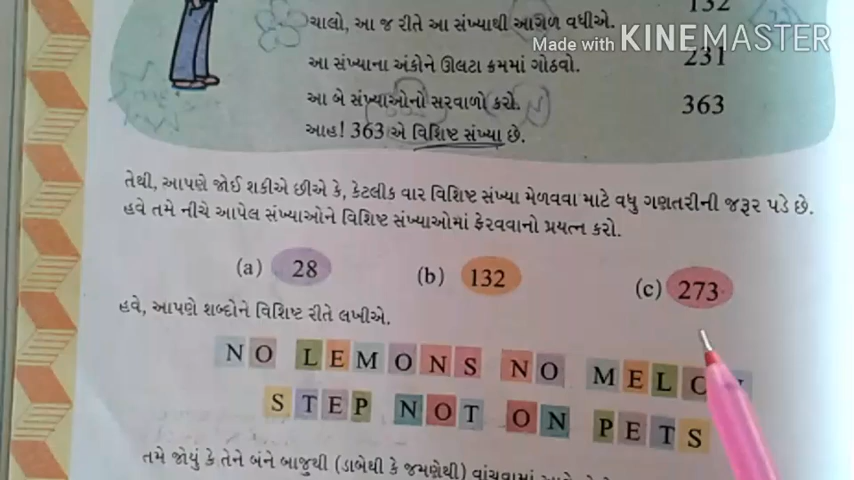 132
ચાલો, આ જ રીતે આ સંખ્યાથી આગળ વધીએ.
Made with KINEMASTER
આ સંખ્યાના અંકોને ઊલટા ક્રમમાં ગોઠવો. 231
આ બે સંખ્યાઓનો સરવાળો કરો. 363
આહ! 363 એ વિશિષ્ટ સંખ્યા છે.
તેથી, આપણે જોઈ શકીએ છીએ કે, કેટલીક વાર વિશિષ્ટ સંખ્યા મેળવવા માટે વધુ ગણતરીની જરૂર પડે છે.
હવે તમે નીચે આપેલ સંખ્યાઓને વિશિષ્ટ સંખ્યાઓમાં ફેરવવાનો પ્રયત્ન કરો.
(a) 28 (b) 132 (c) 273
હવે, આપણે શબ્દોને વિશિષ્ટ રીતે લખીએ.
NO LEMONS NO
STEP NOT ON PETS
તમે જોયું કે તેને બંને બાજુથી (ડાબેથી કે જમણેથી) વાંચવામાં